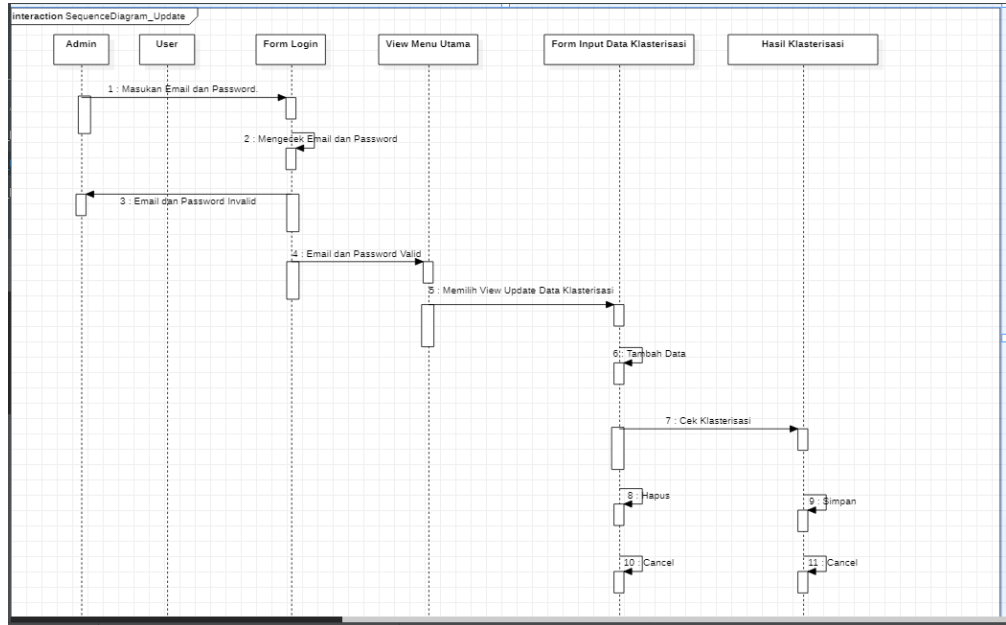 interaction SequenceDiagram_Update
Admin
User
Form Login
View Menu Utama
Form Input Data Klasterisasi
Hasil Klasterisasi
1 : Masukan Email dan Password.
2 : Mengecek Email dan Password
3 : Email dan Password Invalid
4 : Email dan Password Valid
5 : Memilih View Update Data Klasterisasi
6 : Tambah Data
7 : Cek Klasterisasi
8 : Hapus
9 : Simpan
10 : Cancel
11 : Cancel